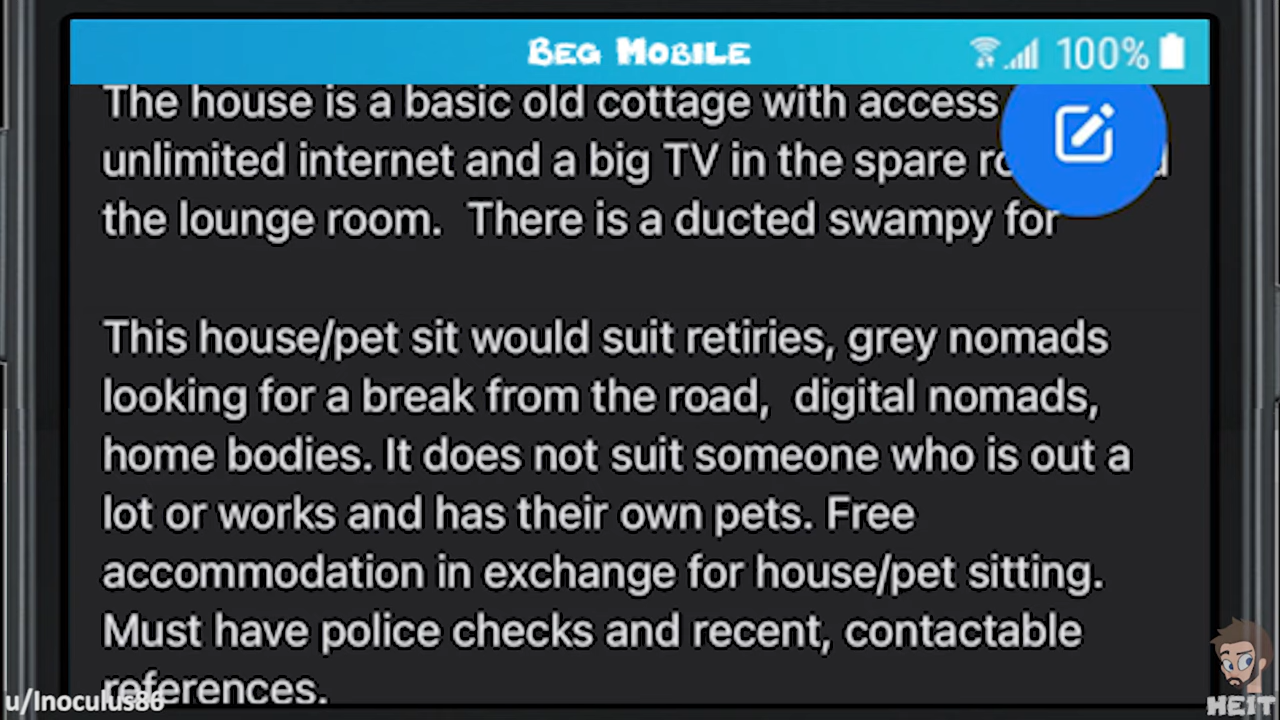 BEG MOBILE
100%
The house is a basic old cottage with access
unlimited internet and a big TV in the spare
the lounge room.  There is a ducted swampy for
This house/pet sit would suit retiries, grey nomads
looking for a break from the road,  digital nomads,
home bodies. It does not suit someone who is out a
lot or works and has their own pets. Free
accommodation in exchange for house/pet sitting.
Must have police checks and recent, contactable
references.
u/Inoculus86
HEIT